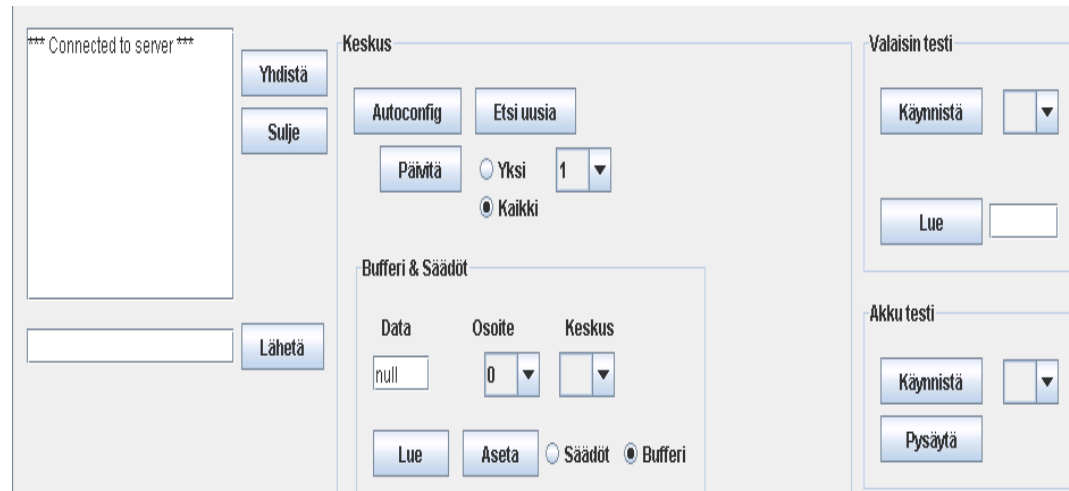 *** Connected to server ***
Yhdistä
Sulje
Lähetä
Keskus
Autoconfig Etsi uusia
Päivitä Yksi 1
Kaikki
Bufferi & Säädöt
Data Osoite Keskus
null 0
Lue Aseta Säädöt Bufferi
Valaisin testi
Käynnistä
Lue
Akku testi
Käynnistä
Pysäytä